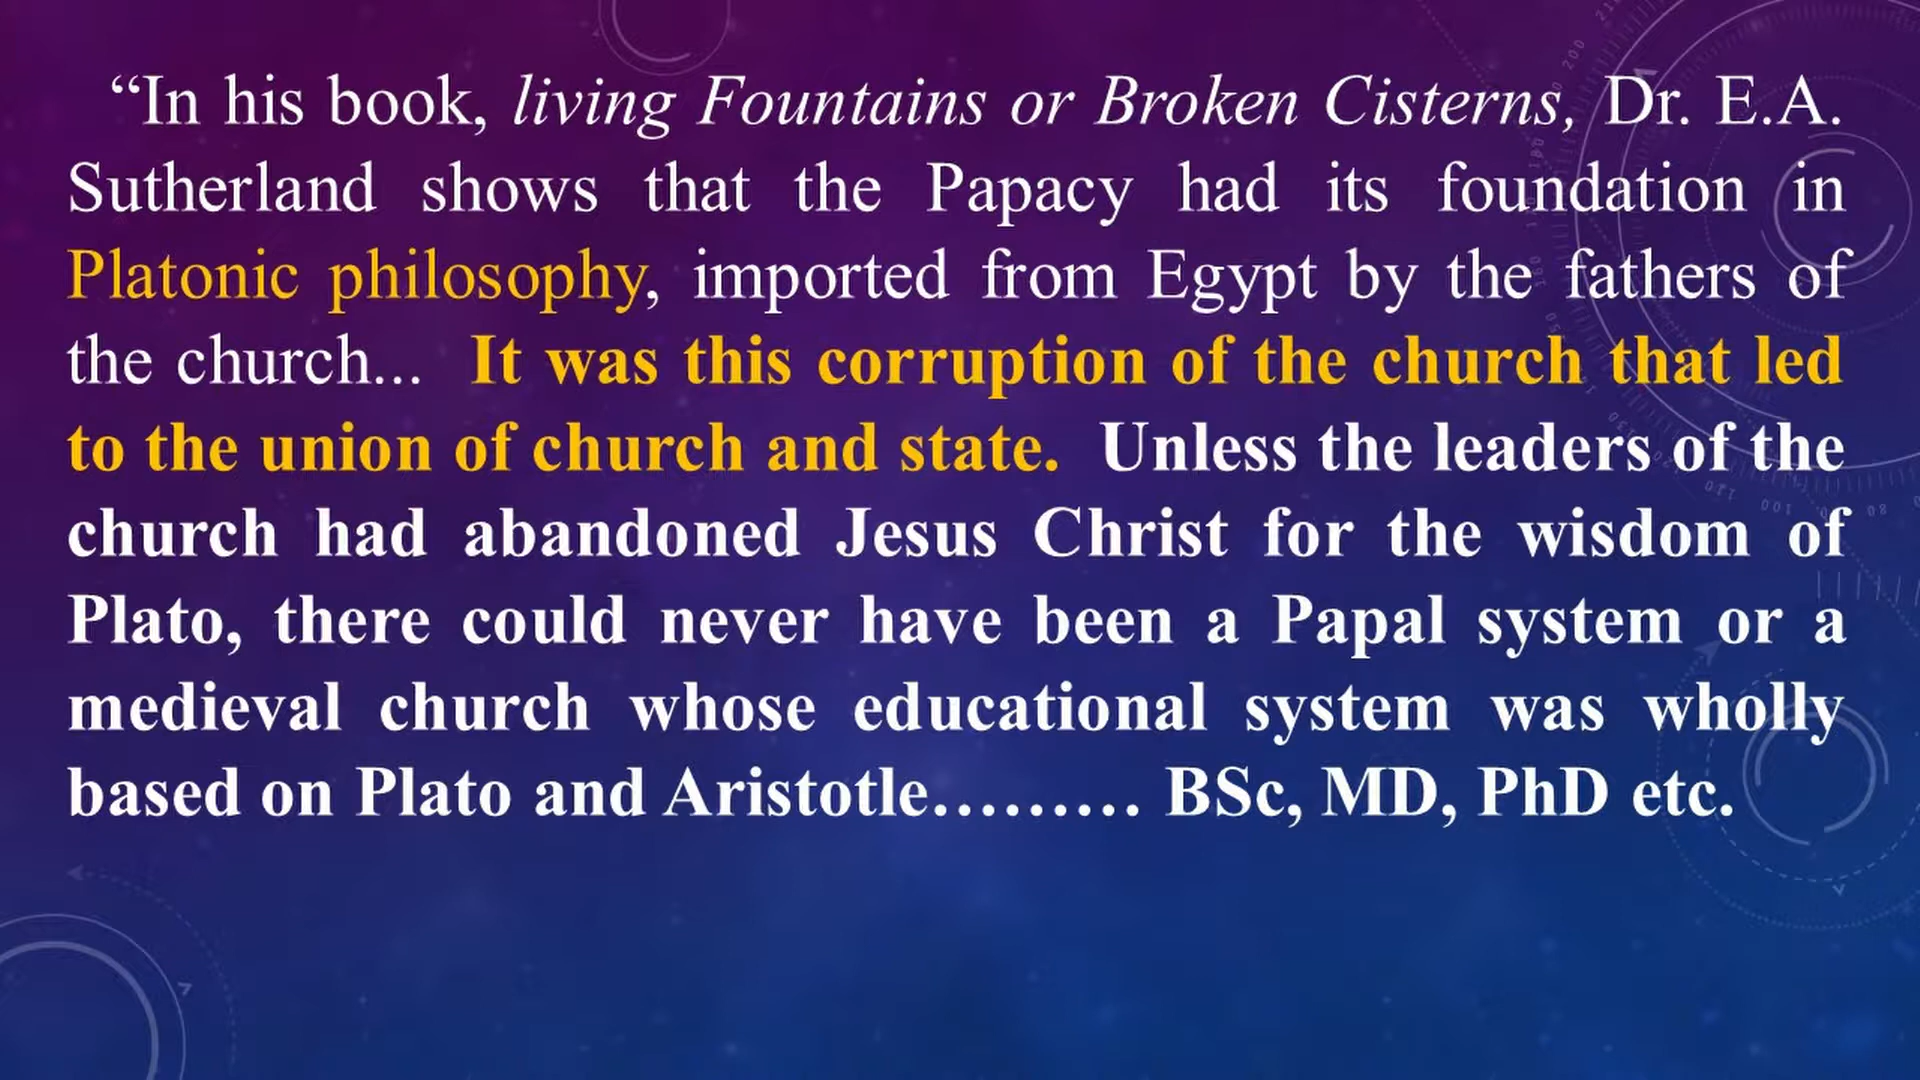 “In his book, living Fountains or Broken Cisterns, Dr. E.A.
Sutherland shows that the Papacy had its foundation in
Platonic philosophy, imported from Egypt by the fathers of
the church... It was this corruption of the church that led
to the union of church and state. Unless the leaders of the
church had abandoned Jesus Christ for the wisdom of
Plato, there could never have been a Papal system or a
medieval church whose educational system was wholly
based on Plato and Aristotle……… BSc, MD, PhD etc.